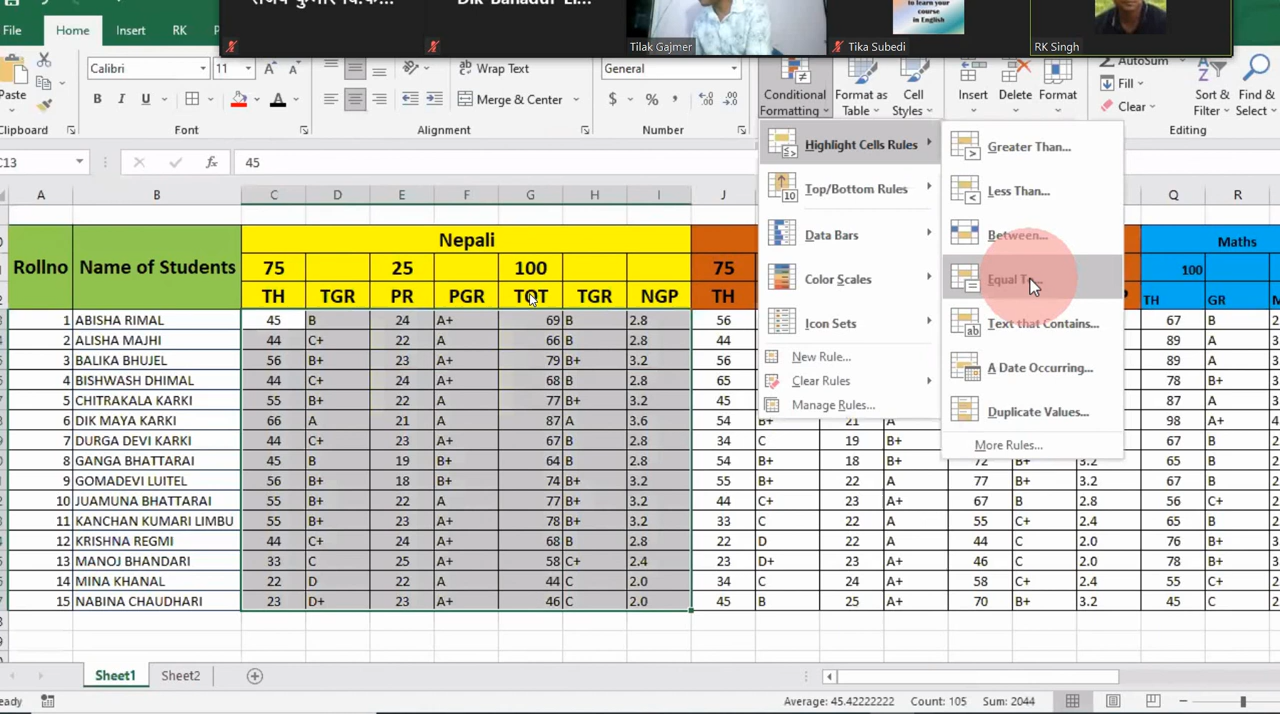 राजेश कुमार
Dik Bahadur Li...
to learn your
course
in English
Tilak Gajmer
Tika Subedi
RK Singh
File Home Insert RK
Paste Calibri 11 A A
Wrap Text General
B I U A Merge & Center $ % ,
Conditional Formatting Format as Table Cell Styles
Insert Delete Format
AutoSum Fill Clear
Sort & Filter Find & Select
Clipboard Font Alignment Number Editing
C13 fx 45
A B C D E F G H I J Q R
Highlight Cells Rules
Top/Bottom Rules
Data Bars
Color Scales
Icon Sets
New Rule...
Clear Rules
Manage Rules...
Greater Than...
Less Than...
Between...
Equal To...
Text that Contains...
A Date Occurring...
Duplicate Values...
More Rules...
Rollno Name of Students Nepali Maths
75 25 100 75 100
TH TGR PR PGR TOT TGR NGP TH TH GR
1 ABISHA RIMAL 45 B 24 A+ 69 B 2.8 56 67 B
2 ALISHA MAJHI 44 C+ 22 A 66 B 2.8 44 89 A
3 BALIKA BHUJEL 56 B+ 23 A+ 79 B+ 3.2 56 89 A
4 BISHWASH DHIMAL 44 C+ 24 A+ 68 B 2.8 65 78 B+
5 CHITRAKALA KARKI 55 B+ 22 A 77 B+ 3.2 45 87 A
6 DIK MAYA KARKI 66 A 21 A 87 A 3.6 54 B+ 21 A 98 A+
7 DURGA DEVI KARKI 44 C+ 23 A+ 67 B 2.8 34 C 19 B+ 67 B
8 GANGA BHATTARAI 45 B 19 B+ 64 B 2.8 54 B+ 18 B+ 72 B+ 3.2 65 B
9 GOMADEVI LUITEL 56 B+ 18 B+ 74 B+ 3.2 55 B+ 22 A 77 B+ 3.2 67 B
10 JUAMUNA BHATTARAI 55 B+ 22 A 77 B+ 3.2 44 C+ 23 A+ 67 B 2.8 56 C+
11 KANCHAN KUMARI LIMBU 55 B+ 23 A+ 78 B+ 3.2 33 C 22 A 55 C+ 2.4 65 B
12 KRISHNA REGMI 44 C+ 24 A+ 68 B 2.8 22 D 22 A 44 C 2.0 76 B+
13 MANOJ BHANDARI 33 C 25 A+ 58 C+ 2.4 23 D+ 23 A+ 46 C 2.0 78 B+
14 MINA KHANAL 22 D 22 A 44 C 2.0 34 C 24 A+ 58 C+ 2.4 55 C+
15 NABINA CHAUDHARI 23 D+ 23 A+ 46 C 2.0 45 B 25 A+ 70 B+ 3.2 45 C
Sheet1 Sheet2
Average: 45.42222222 Count: 105 Sum: 2044